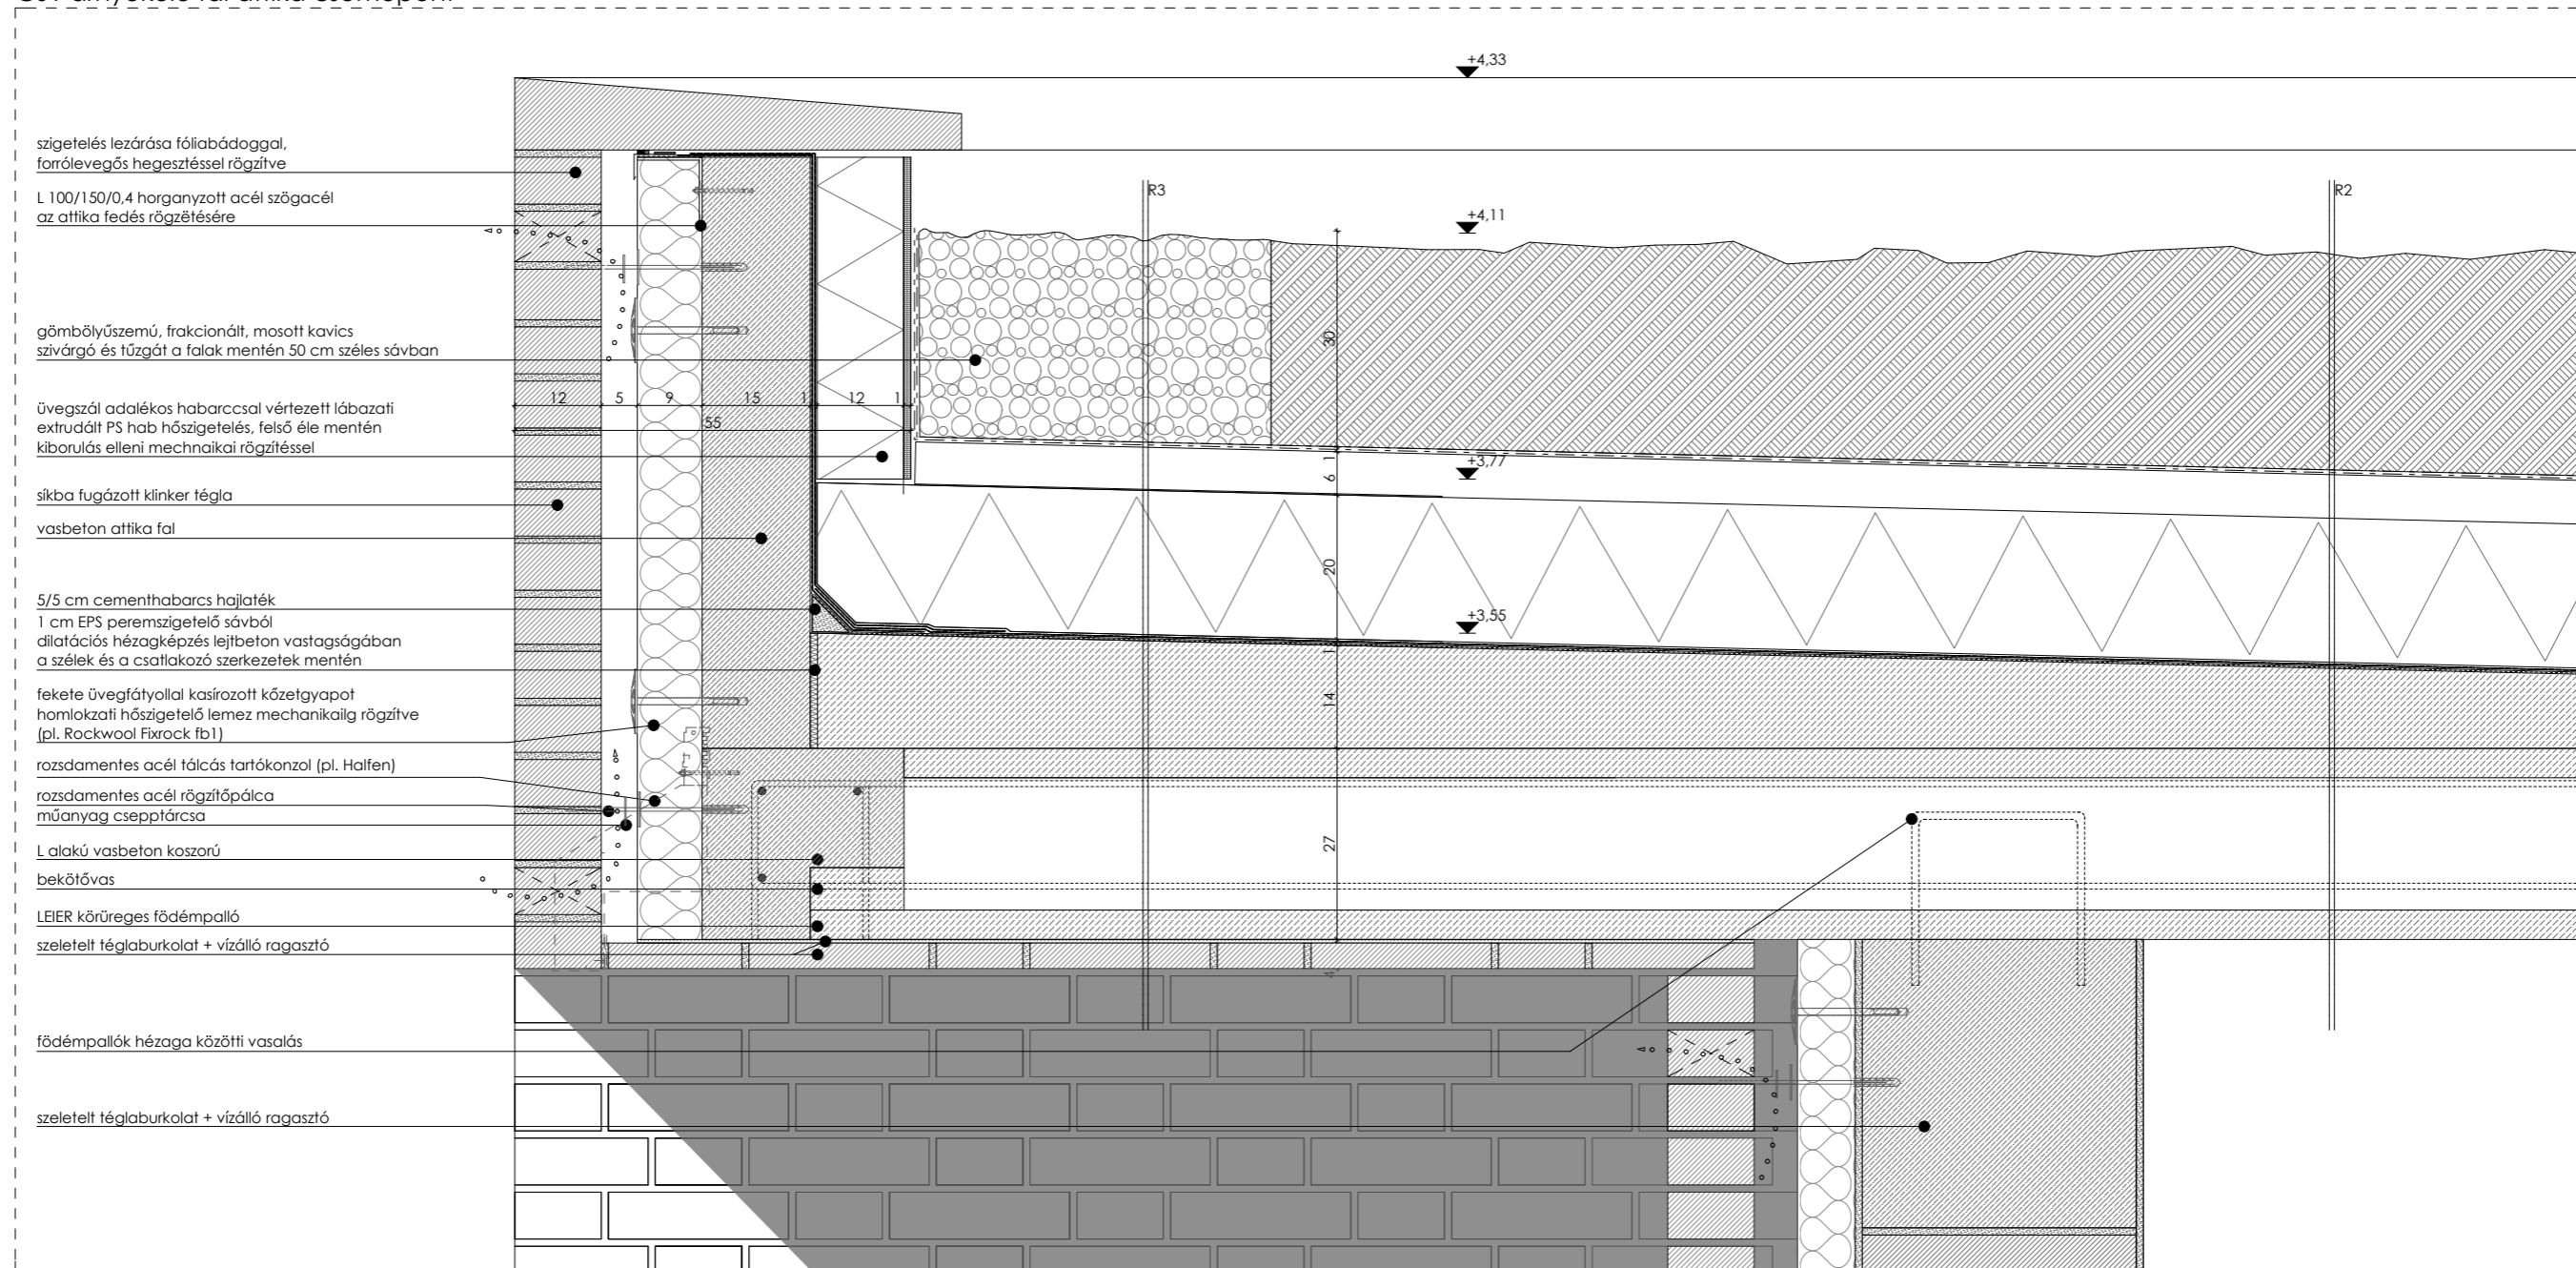 szigetelés lezárása fóliabádoggal,
forrólevegős hegesztéssel rögzítve
L 100/150/0,4 horganyzott acél szögacél
az attika fedés rögzëtésére
gömbölyűszemú, frakcionált, mosott kavics
szivárgó és tűzgát a falak mentén 50 cm széles sávban
üvegszál adalékos habarccsal vértezett lábazati
extrudált PS hab hőszigetelés, felső éle mentén
kiborulás elleni mechnaikai rögzítéssel
síkba fugázott klinker tégla
vasbeton attika fal
5/5 cm cementhabarcs hajlaték
1 cm EPS peremszigetelő sávból
dilatációs hézagképzés lejtbeton vastagságában
a szélek és a csatlakozó szerkezetek mentén
fekete üvegfátyollal kasírozott kőzetgyapot
homlokzati hőszigetelő lemez mechanikailg rögzítve
(pl. Rockwool Fixrock fb1)
rozsdamentes acél tálcás tartókonzol (pl. Halfen)
rozsdamentes acél rögzítőpálca
műanyag csepptárcsa
L alakú vasbeton koszorú
bekötővas
LEIER körüreges födémpalló
szeletelt téglaburkolat + vízálló ragasztó
födémpallók hézaga közötti vasalás
szeletelt téglaburkolat + vízálló ragasztó
+4,33
R3
R2
+4,11
30
12 5 9 15 1 12 1
55
1
+3,77
6
20
+3,55
1
14
27